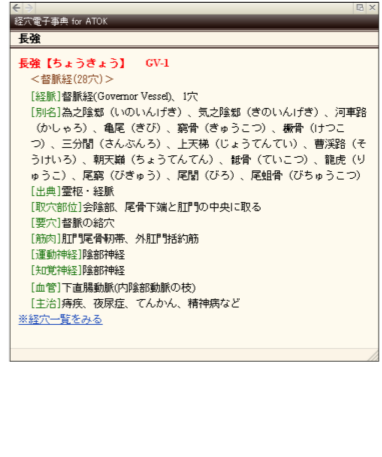 経穴電子事典 for ATOK
長強
長強【ちょうきょう】 GV-1
＜督脈経(28穴)＞
[経脈]督脈経(Governor Vessel)、1穴
[別名]為之陰郄（いのいんげき）、気之陰郄（きのいんげき）、河車路
（かしゃろ）、亀尾（きび）、窮骨（きゅうこつ）、橛骨（けつこ
つ）、三分閭（さんぶんろ）、上天梯（じょうてんてい）、曹渓路（そ
うけいろ）、朝天巓（ちょうてんてん）、骶骨（ていこつ）、龍虎（り
ゅうこ）、尾窮（びきゅう）、尾閭（びろ）、尾蛆骨（びちゅうこつ）
[出典]霊枢・経脈
[取穴部位]会陰部、尾骨下端と肛門の中央に取る
[要穴]督脈の絡穴
[筋肉]肛門尾骨靭帯、外肛門括約筋
[運動神経]陰部神経
[知覚神経]陰部神経
[血管]下直腸動脈(内陰部動脈の枝)
[主治]痔疾、夜尿症、てんかん、精神病など
※経穴一覧をみる